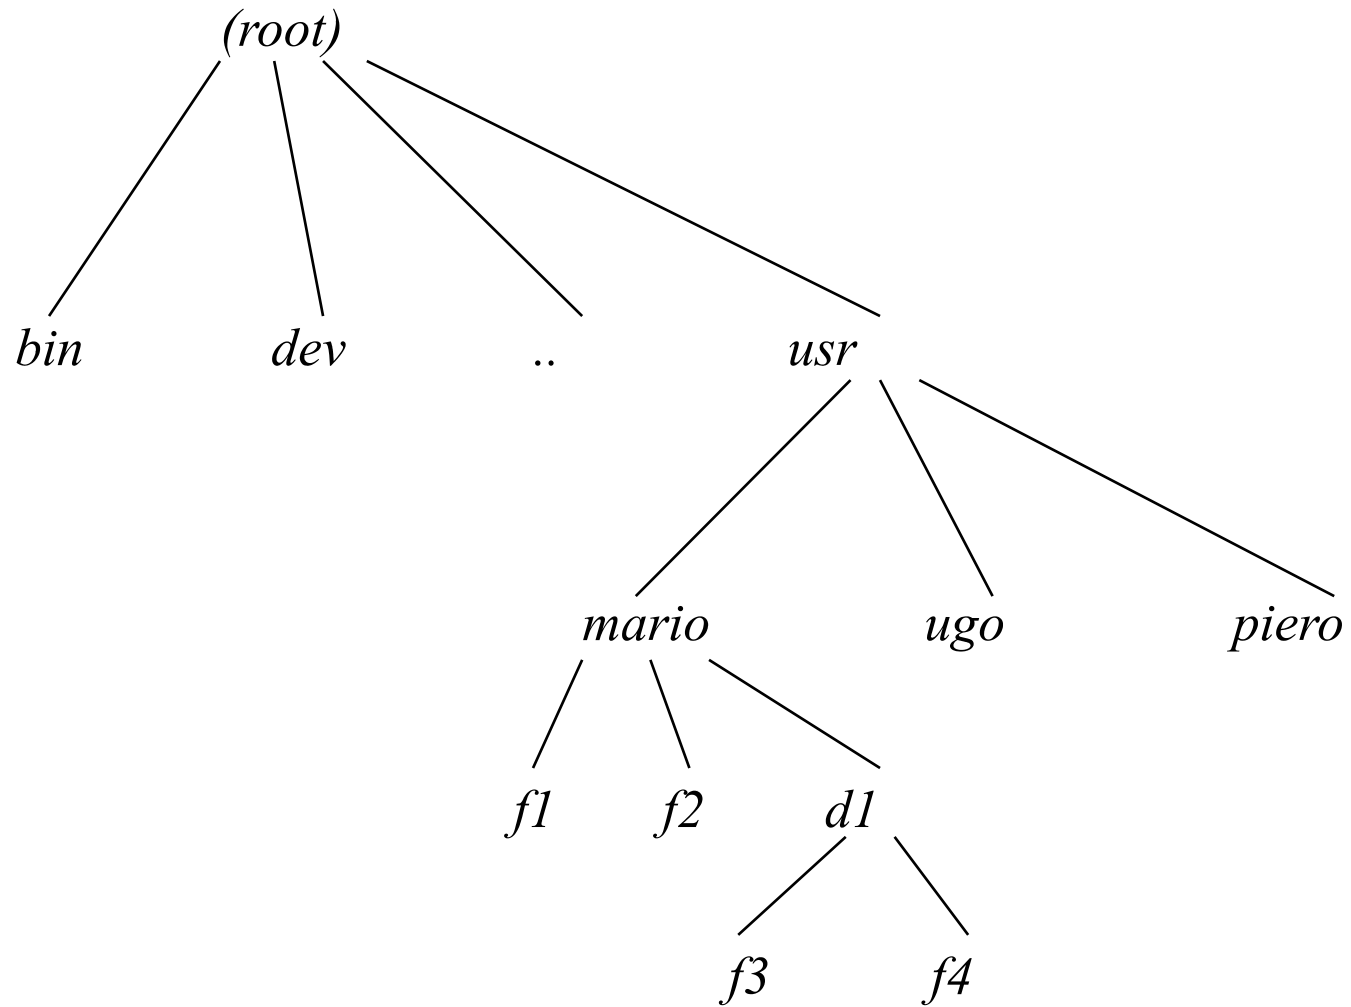 (root)
bin dev .. usr
mario ugo piero
f1 f2 d1
f3 f4